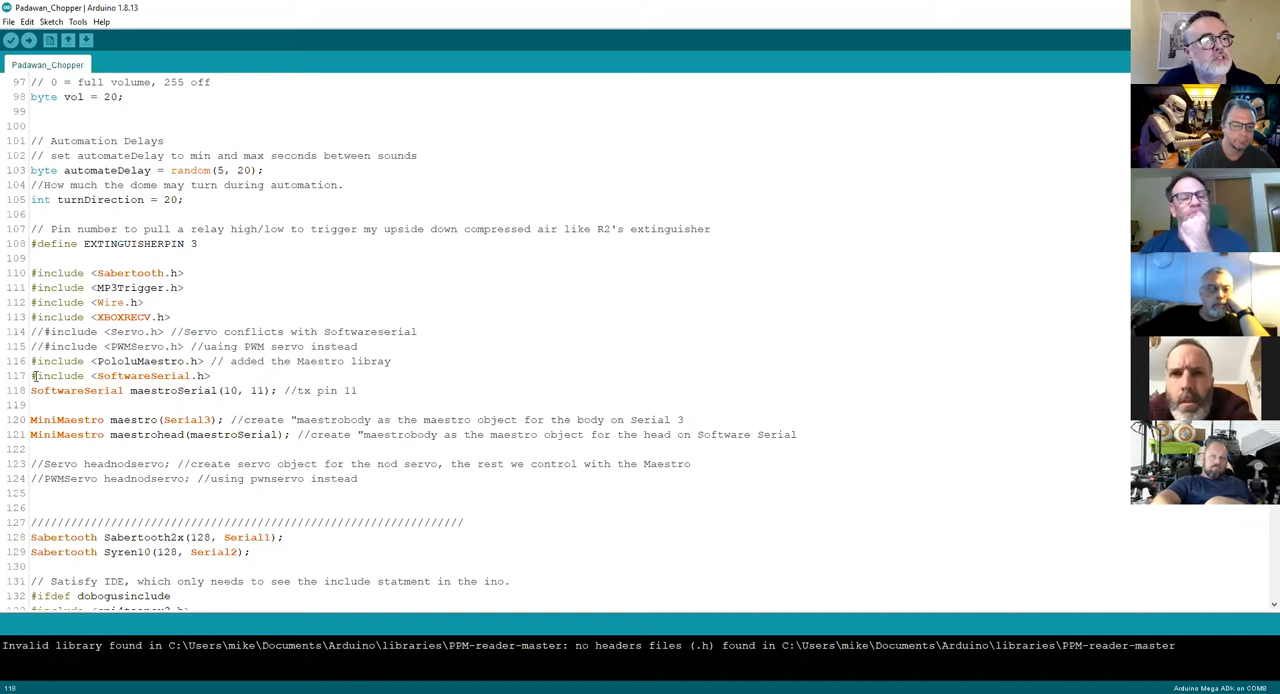 Padawan_Chopper | Arduino 1.8.13
File Edit Sketch Tools Help
Padawan_Chopper
97 // 0 = full volume, 255 off
98 byte vol = 20;
99
100
101 // Automation Delays
102 // set automateDelay to min and max seconds between sounds
103 byte automateDelay = random(5, 20);
104 //How much the dome may turn during automation.
105 int turnDirection = 20;
106
107 // Pin number to pull a relay high/low to trigger my upside down compressed air like R2's extinguisher
108 #define EXTINGUISHERPIN 3
109
110 #include <Sabertooth.h>
111 #include <MP3Trigger.h>
112 #include <Wire.h>
113 #include <XBOXRECV.h>
114 //#include <Servo.h> //Servo conflicts with Softwareserial
115 //#include <PWMServo.h> //uaing PWM servo instead
116 #include <PololuMaestro.h> // added the Maestro libray
117 #include <SoftwareSerial.h>
118 SoftwareSerial maestroSerial(10, 11); //tx pin 11
119
120 MiniMaestro maestro(Serial3); //create "maestrobody as the maestro object for the body on Serial 3
121 MiniMaestro maestrohead(maestroSerial); //create "maestrobody as the maestro object for the head on Software Serial
122
123 //Servo headnodservo; //create servo object for the nod servo, the rest we control with the Maestro
124 //PWMServo headnodservo; //using pwnservo instead
125
126
127 /////////////////////////////////////////////////////////////////
128 Sabertooth Sabertooth2x(128, Serial1);
129 Sabertooth Syren10(128, Serial2);
130
131 // Satisfy IDE, which only needs to see the include statment in the ino.
132 #ifdef dobogusinclude
Invalid library found in C:\Users\mike\Documents\Arduino\libraries\PPM-reader-master: no headers files (.h) found in C:\Users\mike\Documents\Arduino\libraries\PPM-reader-master
118
Arduino Mega ADK on COM8